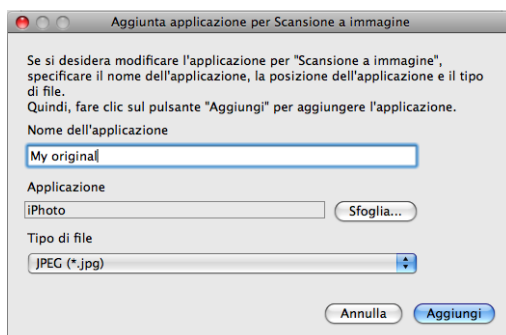 Aggiunta applicazione per Scansione a immagine
Se si desidera modificare l'applicazione per "Scansione a immagine",
specificare il nome dell'applicazione, la posizione dell'applicazione e il tipo
di file.
Quindi, fare clic sul pulsante "Aggiungi" per aggiungere l'applicazione.
Nome dell'applicazione
My original
Applicazione
iPhoto
Sfoglia...
Tipo di file
JPEG (*.jpg)
Annulla
Aggiungi